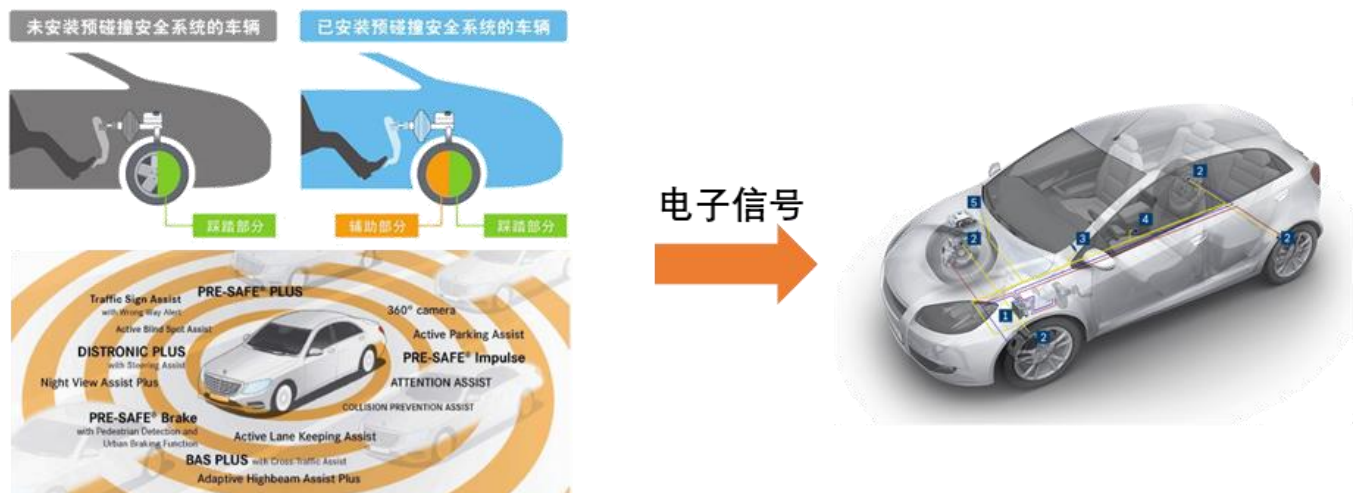 未安装预碰撞安全系统的车辆
已安装预碰撞安全系统的车辆
踩踏部分
辅助部分
踩踏部分
PRE-SAFE® PLUS
Traffic Sign Assist
with Wrong-Way Alert
360° camera
Active Blind Spot Assist
Active Parking Assist
DISTRONIC PLUS
with Steering Assist
PRE-SAFE® Impulse
Night View Assist Plus
ATTENTION ASSIST
COLLISION PREVENTION ASSIST
PRE-SAFE® Brake
with Pedestrian Detection and
Urban Braking Function
Active Lane Keeping Assist
BAS PLUS with Cross-Traffic Assist
Adaptive Highbeam Assist Plus
电子信号
2
5
4
2
3
2
1
2